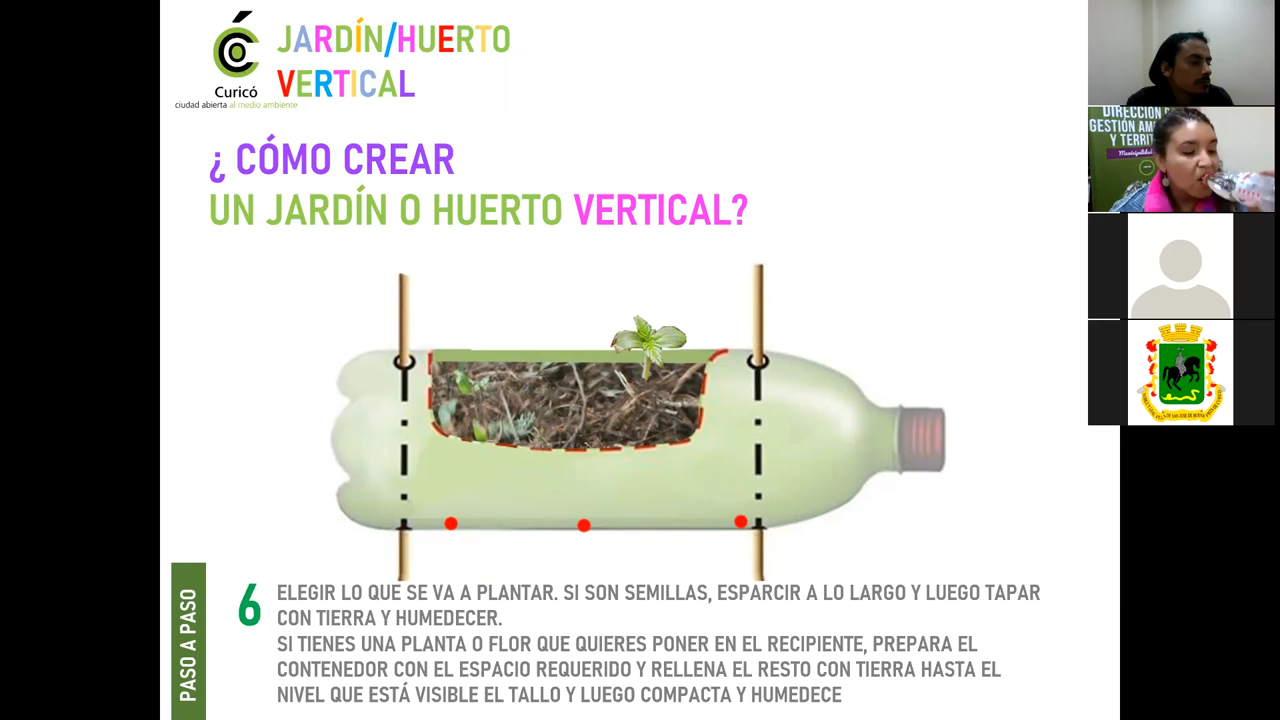 JARDÍN/HUERTO
VERTICAL
Curicó
ciudad abierta al medio ambiente
¿ CÓMO CREAR
UN JARDÍN O HUERTO VERTICAL?
PASO A PASO
6 ELEGIR LO QUE SE VA A PLANTAR. SI SON SEMILLAS, ESPARCIR A LO LARGO Y LUEGO TAPAR
CON TIERRA Y HUMEDECER.
SI TIENES UNA PLANTA O FLOR QUE QUIERES PONER EN EL RECIPIENTE, PREPARA EL
CONTENEDOR CON EL ESPACIO REQUERIDO Y RELLENA EL RESTO CON TIERRA HASTA EL
NIVEL QUE ESTÁ VISIBLE EL TALLO Y LUEGO COMPACTA Y HUMEDECE
DIRECCIÓN
GESTIÓN AM
Y TERRIT
Municipalidad